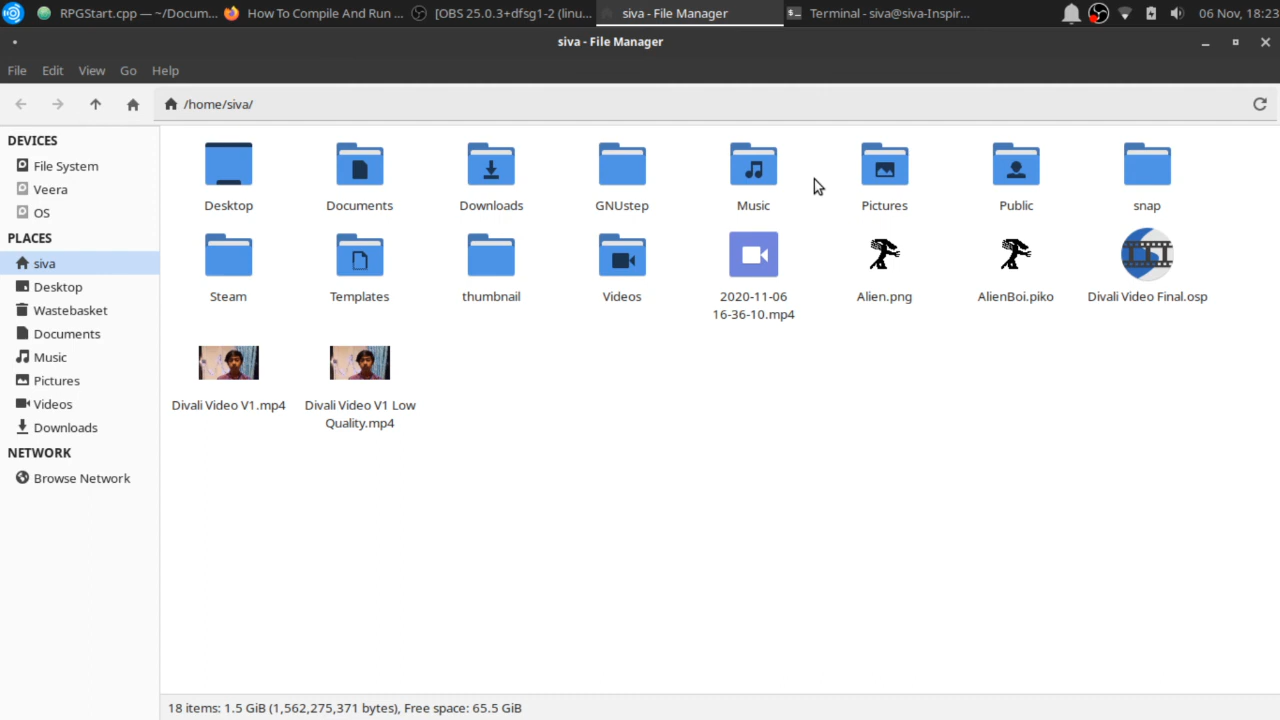 RPGStart.cpp — ~/Docum...
How To Compile And Run ...
[OBS 25.0.3+dfsg1-2 (linu...
siva - File Manager
Terminal - siva@siva-Inspir...
06 Nov, 18:23
siva - File Manager
File Edit View Go Help
/home/siva/
DEVICES
File System
Veera
OS
PLACES
siva
Desktop
Wastebasket
Documents
Music
Pictures
Videos
Downloads
NETWORK
Browse Network
Desktop
Documents
Downloads
GNUstep
Music
Pictures
Public
snap
Steam
Templates
thumbnail
Videos
2020-11-06
16-36-10.mp4
Alien.png
AlienBoi.piko
Divali Video Final.osp
Divali Video V1.mp4
Divali Video V1 Low
Quality.mp4
18 items: 1.5 GiB (1,562,275,371 bytes), Free space: 65.5 GiB